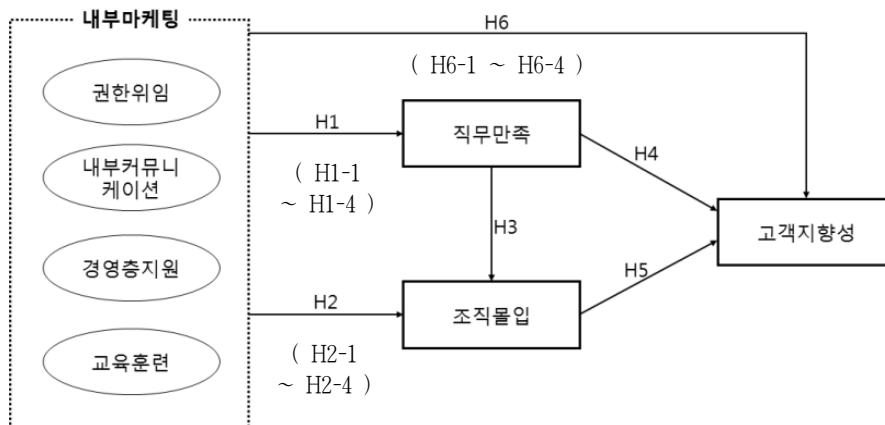 내부마케팅
H6
( H6-1 ~ H6-4 )
권한위임
H1
직무만족
H4
내부커뮤니
케이션
( H1-1
~ H1-4 )
H3
고객지향성
경영층지원
H5
H2
조직몰입
( H2-1
~ H2-4 )
교육훈련